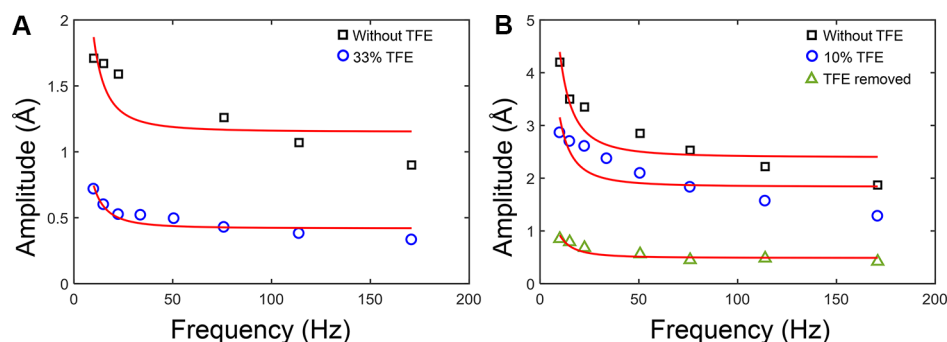 A
2
1.5
1
0.5
0
0 50 100 150 200
Amplitude (Å)
Frequency (Hz)
Without TFE
33% TFE
B
5
4
3
2
1
0
0 50 100 150 200
Amplitude (Å)
Frequency (Hz)
Without TFE
10% TFE
TFE removed